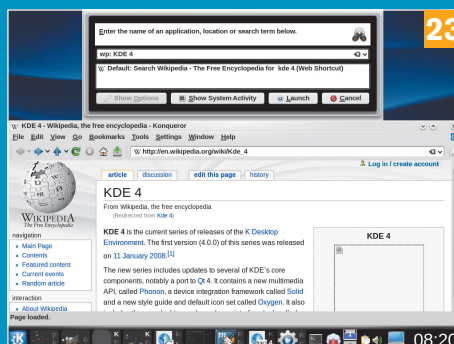 23
Enter the name of an application, location or search term below.
wp: KDE 4
W Default: Search Wikipedia - The Free Encyclopedia for kde 4 (Web Shortcut)
Show Options Show System Activity Launch Cancel
W KDE 4 - Wikipedia, the free encyclopedia - Konqueror
File Edit View Go Bookmarks Tools Settings Window Help
W http://en.wikipedia.org/wiki/Kde_4
Log in / create account
article discussion edit this page history
KDE 4
From Wikipedia, the free encyclopedia
(Redirected from Kde 4)
KDE 4 is the current series of releases of the K Desktop
Environment. The first version (4.0.0) of this series was released
on 11 January 2008.[1]
The new series includes updates to several of KDE's core
components, notably a port to Qt 4. It contains a new multimedia
API, called Phonon, a device integration framework called Solid
and a new style guide and default icon set called Oxygen. It also
KDE 4
WIKIPEDIA
The Free Encyclopedia
navigation
Main Page
Contents
Featured content
Current events
Random article
interaction
About Wikipedia
Page loaded.
08:20